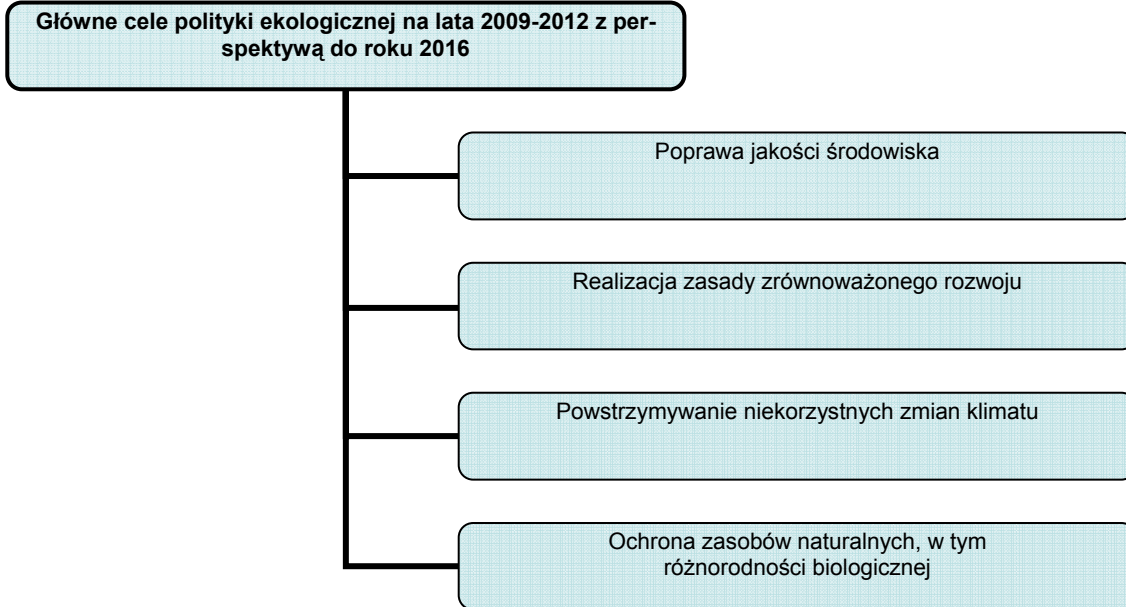 Główne cele polityki ekologicznej na lata 2009-2012 z per-
spektywą do roku 2016
Poprawa jakości środowiska
Realizacja zasady zrównoważonego rozwoju
Powstrzymywanie niekorzystnych zmian klimatu
Ochrona zasobów naturalnych, w tym
różnorodności biologicznej